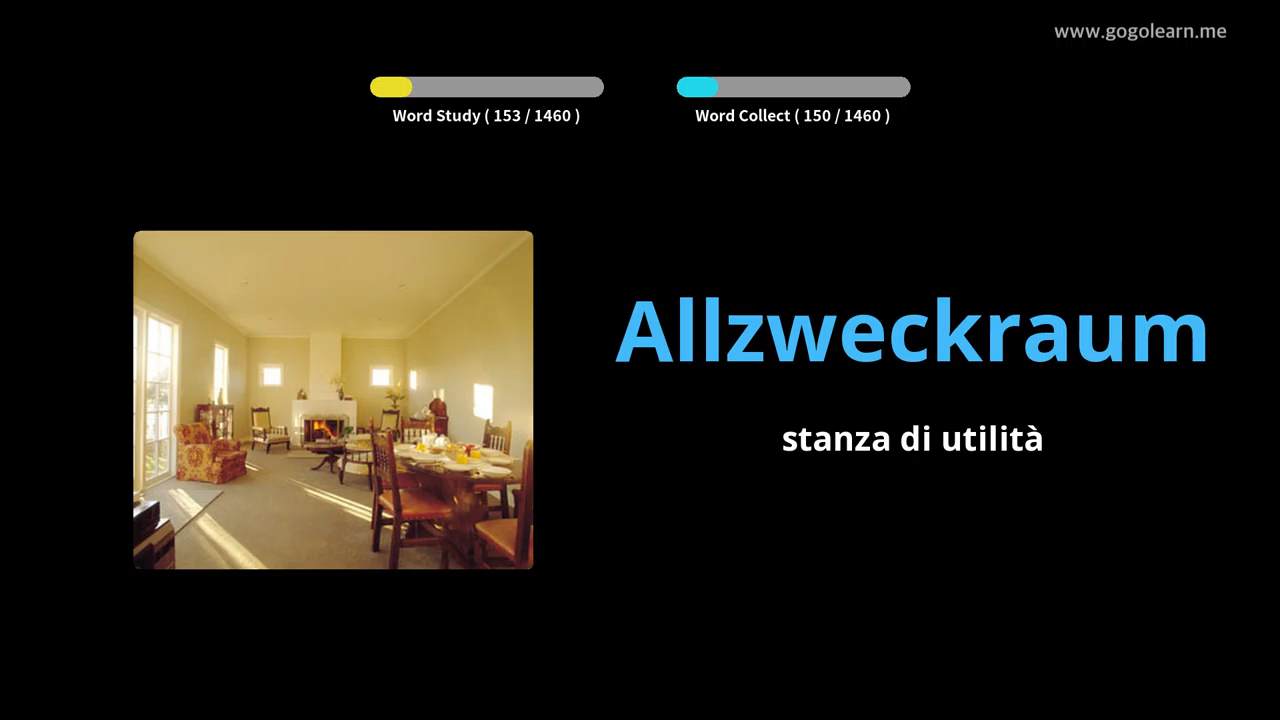 www.gogolearn.me
Word Study ( 153 / 1460 )
Word Collect ( 150 / 1460 )
Allzweckraum
stanza di utilità